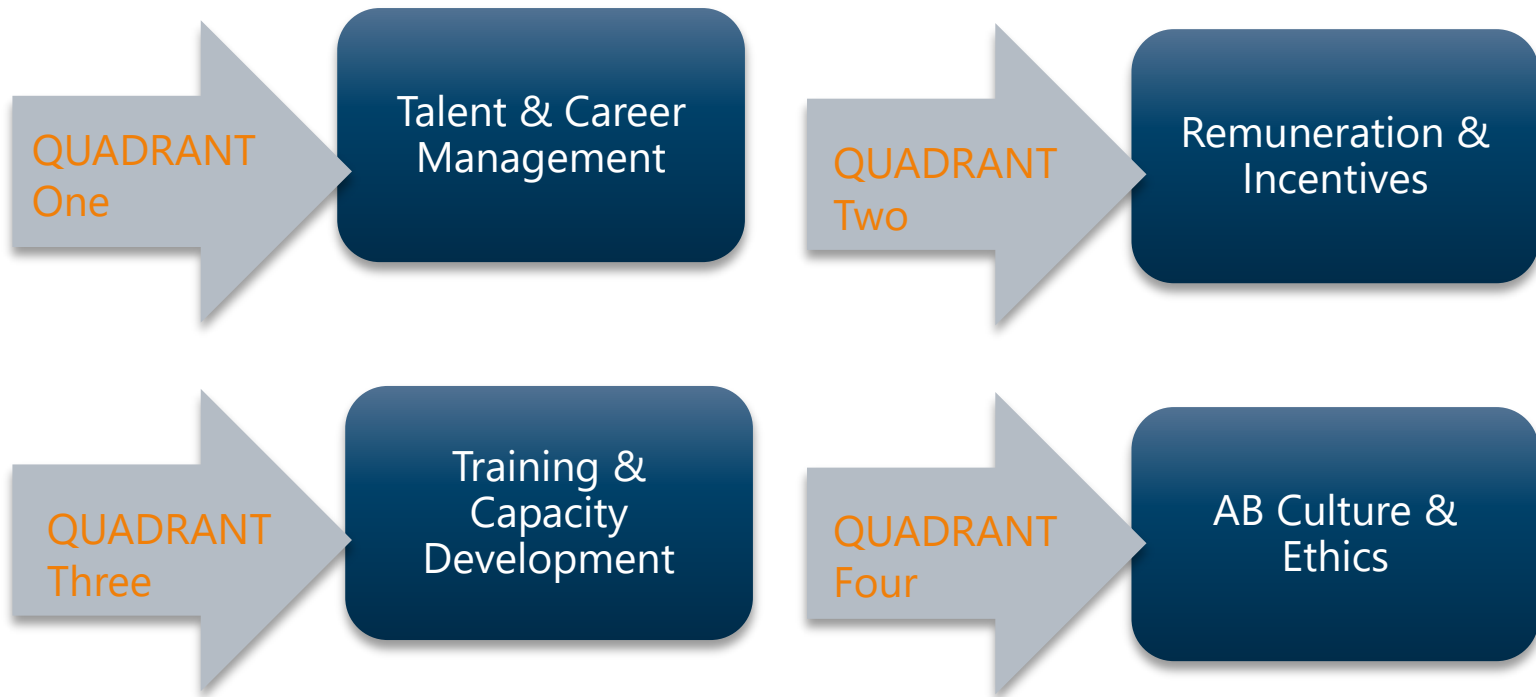 QUADRANT
One
Talent & Career
Management
QUADRANT
Two
Remuneration &
Incentives
QUADRANT
Three
Training &
Capacity
Development
QUADRANT
Four
AB Culture &
Ethics